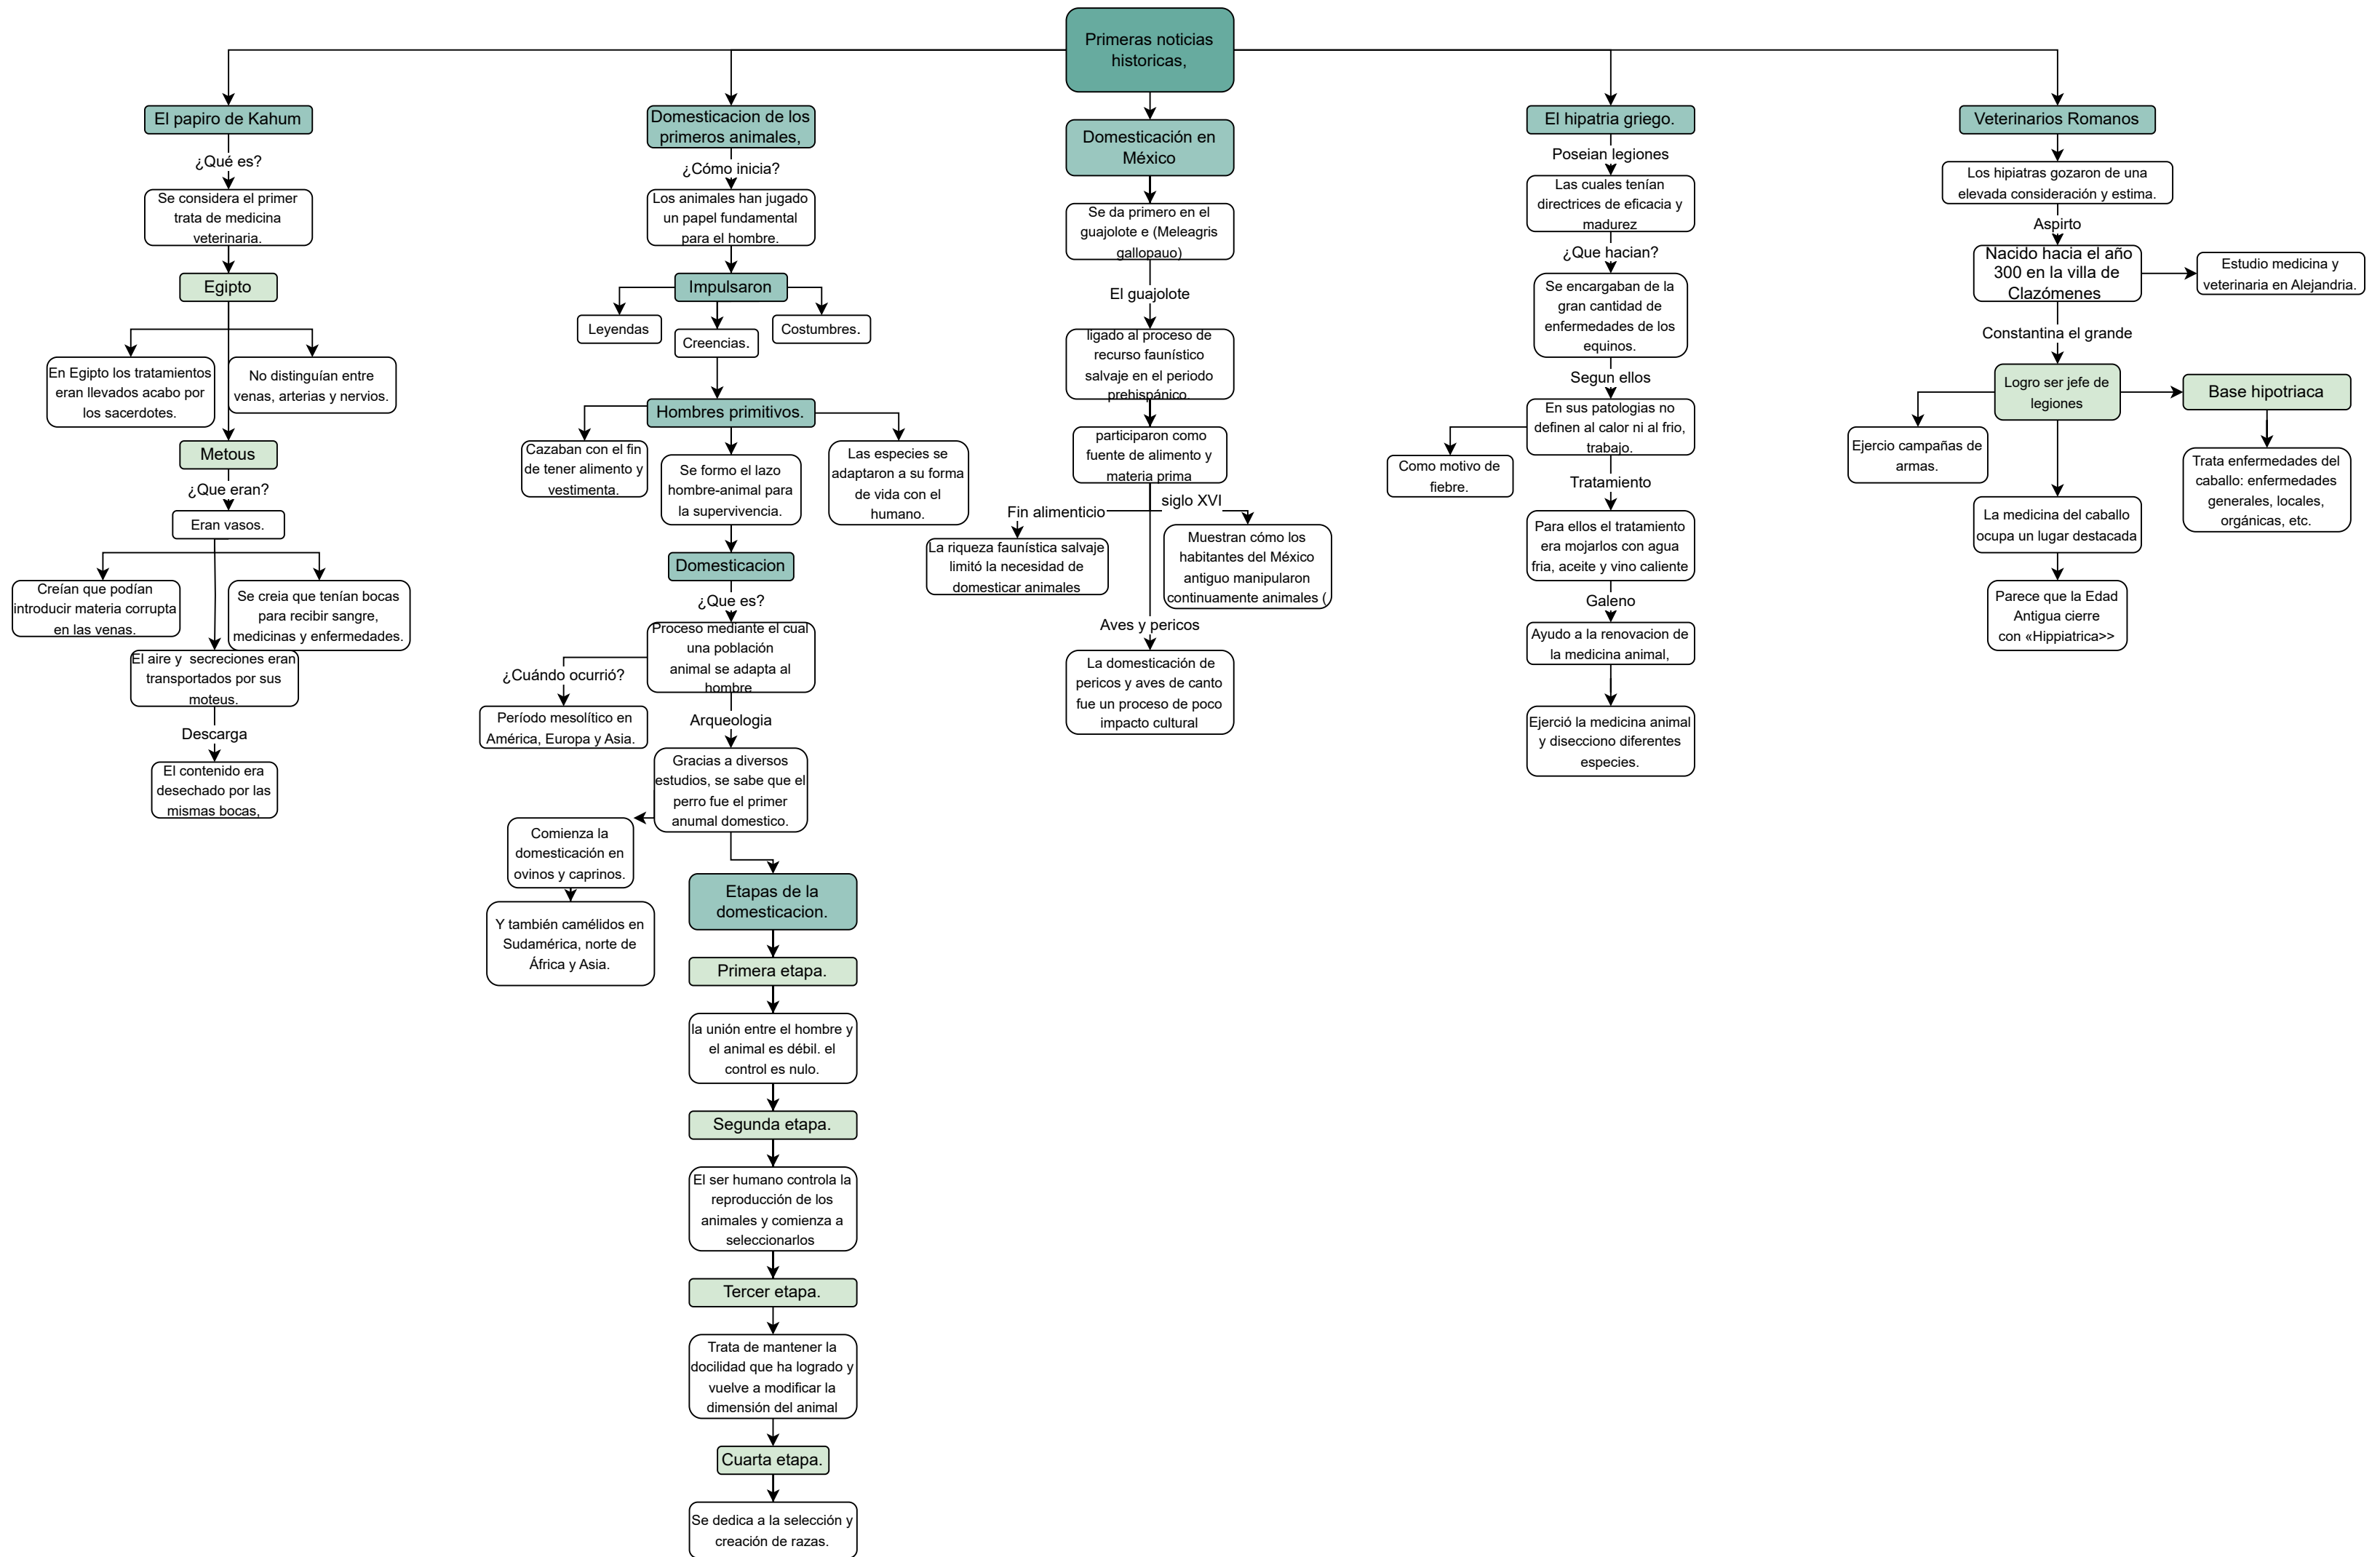 Primeras noticias
historicas,
El papiro de Kahum
¿Qué es?
Se considera el primer
trata de medicina
veterinaria.
Egipto
En Egipto los tratamientos
eran llevados acabo por
los sacerdotes.
No distinguían entre
venas, arterias y nervios.
Metous
¿Que eran?
Eran vasos.
Creían que podían
introducir materia corrupta
en las venas.
Se creia que tenían bocas
para recibir sangre,
medicinas y enfermedades.
El aire y  secreciones eran
transportados por sus
moteus.
Descarga
El contenido era
desechado por las
mismas bocas,
Domesticacion de los
primeros animales,
¿Cómo inicia?
Los animales han jugado
un papel fundamental
para el hombre.
Impulsaron
Leyendas
Creencias.
Costumbres.
Hombres primitivos.
Cazaban con el fin
de tener alimento y
vestimenta.
Se formo el lazo
hombre-animal para
la supervivencia.
Las especies se
adaptaron a su forma
de vida con el
humano.
Domesticacion
¿Que es?
Proceso mediante el cual
una población
animal se adapta al
hombre
¿Cuándo ocurrió?
Período mesolítico en
América, Europa y Asia.
Arqueologia
Gracias a diversos
estudios, se sabe que el
perro fue el primer
anumal domestico.
Comienza la
domesticación en
ovinos y caprinos.
Y también camélidos en
Sudamérica, norte de
África y Asia.
Etapas de la
domesticacion.
Primera etapa.
la unión entre el hombre y
el animal es débil. el
control es nulo.
Segunda etapa.
El ser humano controla la
reproducción de los
animales y comienza a
seleccionarlos
Tercer etapa.
Trata de mantener la
docilidad que ha logrado y
vuelve a modificar la
dimensión del animal
Cuarta etapa.
Se dedica a la selección y
creación de razas.
Domesticación en
México
Se da primero en el
guajolote e (Meleagris
gallopauo)
El guajolote
ligado al proceso de
recurso faunístico
salvaje en el periodo
prehispánico
participaron como
fuente de alimento y
materia prima
Fin alimenticio
La riqueza faunística salvaje
limitó la necesidad de
domesticar animales
siglo XVI
Muestran cómo los
habitantes del México
antiguo manipularon
continuamente animales (
Aves y pericos
La domesticación de
pericos y aves de canto
fue un proceso de poco
impacto cultural
El hipatria griego.
Poseian legiones
Las cuales tenían
directrices de eficacia y
madurez
¿Que hacian?
Se encargaban de la
gran cantidad de
enfermedades de los
equinos.
Segun ellos
En sus patologias no
definen al calor ni al frio,
trabajo.
Como motivo de
fiebre.
Tratamiento
Para ellos el tratamiento
era mojarlos con agua
fria, aceite y vino caliente
Galeno
Ayudo a la renovacion de
la medicina animal,
Ejerció la medicina animal
y disecciono diferentes
especies.
Veterinarios Romanos
Los hipiatras gozaron de una
elevada consideración y estima.
Aspirto
Nacido hacia el año
300 en la villa de
Clazómenes
Estudio medicina y
veterinaria en Alejandria.
Constantina el grande
Logro ser jefe de
legiones
Ejercio campañas de
armas.
Base hipotriaca
Trata enfermedades del
caballo: enfermedades
generales, locales,
orgánicas, etc.
La medicina del caballo
ocupa un lugar destacada
Parece que la Edad
Antigua cierre
con «Hippiatrica>>